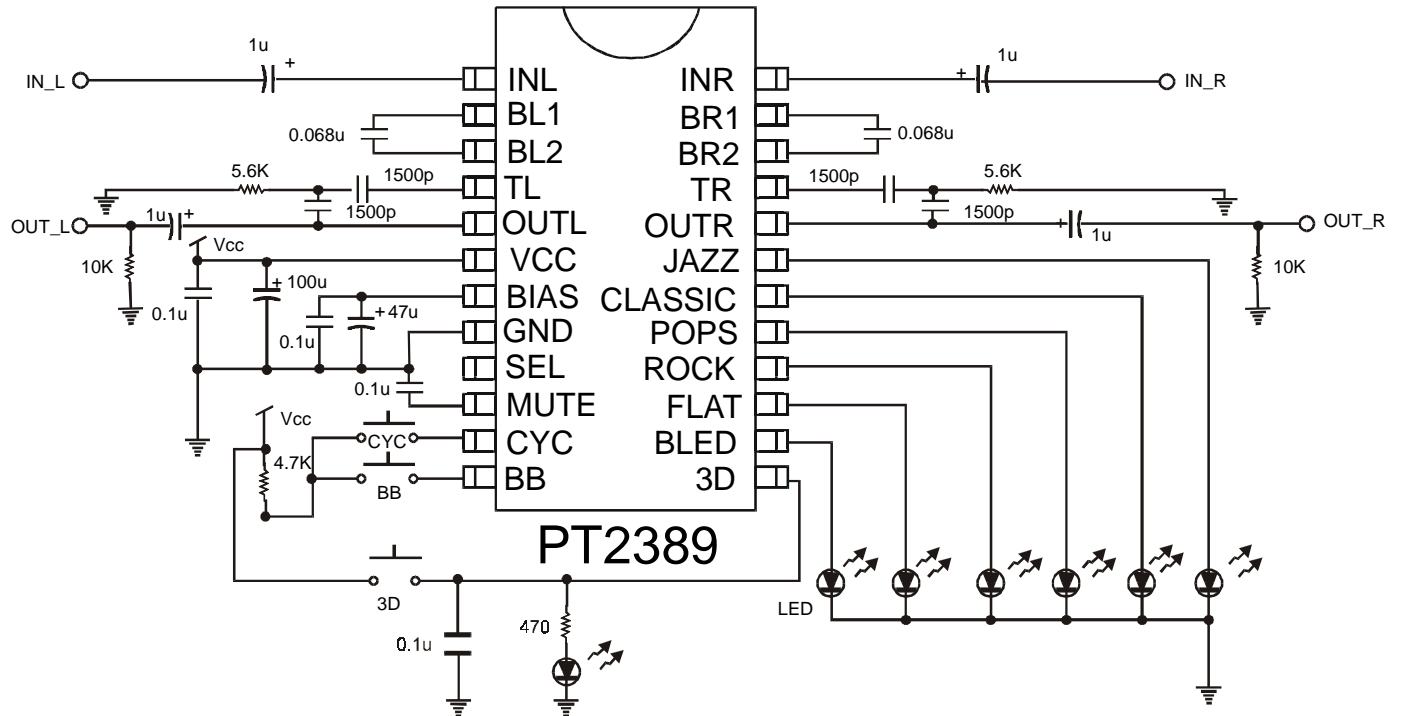 1u
+
IN_L
INL
INR
+
1u
IN_R
BL1
BR1
0.068u
0.068u
BL2
BR2
5.6K
1500p
TL
TR
1500p
5.6K
1500p
1500p
OUT_L
1u
+
OUTL
OUTR
+
1u
OUT_R
Vcc
10K
VCC
JAZZ
10K
+
100u
0.1u
BIAS
CLASSIC
+
47u
0.1u
GND
POPS
SEL
ROCK
0.1u
MUTE
FLAT
Vcc
CYC
CYC
BLED
4.7K
BB
BB
3D
PT2389
3D
LED
470
0.1u